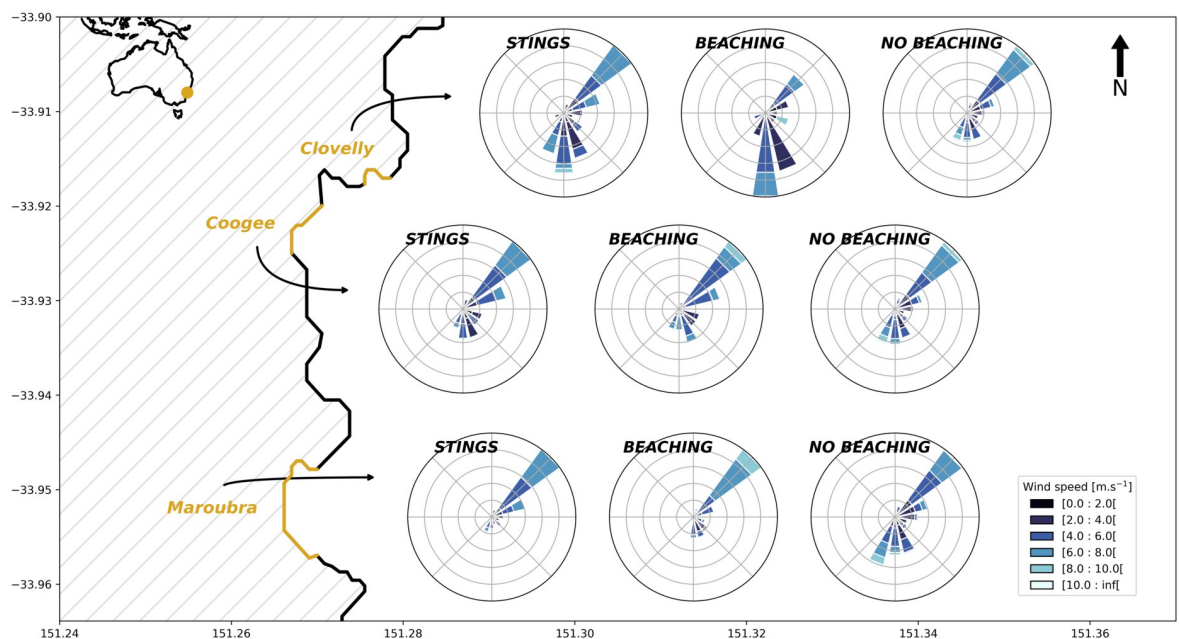 −33.90
STINGS
BEACHING
NO BEACHING
N
−33.91
Clovelly
−33.92
Coogee
STINGS
BEACHING
NO BEACHING
−33.93
−33.94
STINGS
BEACHING
NO BEACHING
−33.95
Maroubra
−33.96
Wind speed [m.s⁻¹]
[0.0 : 2.0[
[2.0 : 4.0[
[4.0 : 6.0[
[6.0 : 8.0[
[8.0 : 10.0[
[10.0 : inf[
151.24
151.26
151.28
151.30
151.32
151.34
151.36